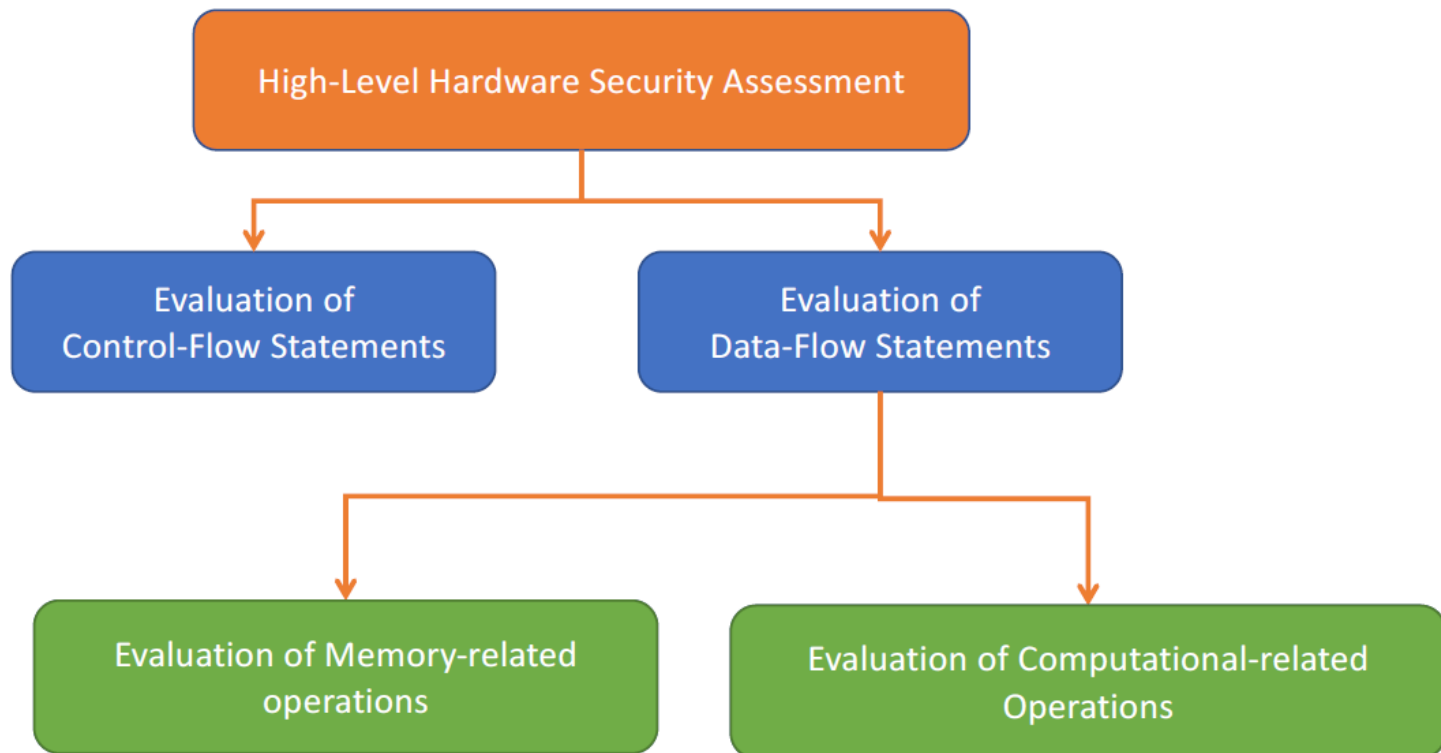 High-Level Hardware Security Assessment
Evaluation of
Control-Flow Statements
Evaluation of
Data-Flow Statements
Evaluation of Memory-related
operations
Evaluation of Computational-related
Operations